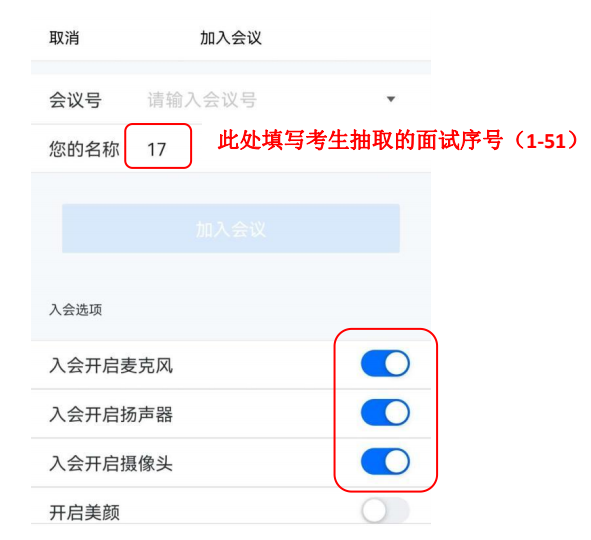 取消 加入会议
会议号 请输入会议号
您的名称 17 此处填写考生抽取的面试序号（1-51）
加入会议
入会选项
入会开启麦克风
入会开启扬声器
入会开启摄像头
开启美颜